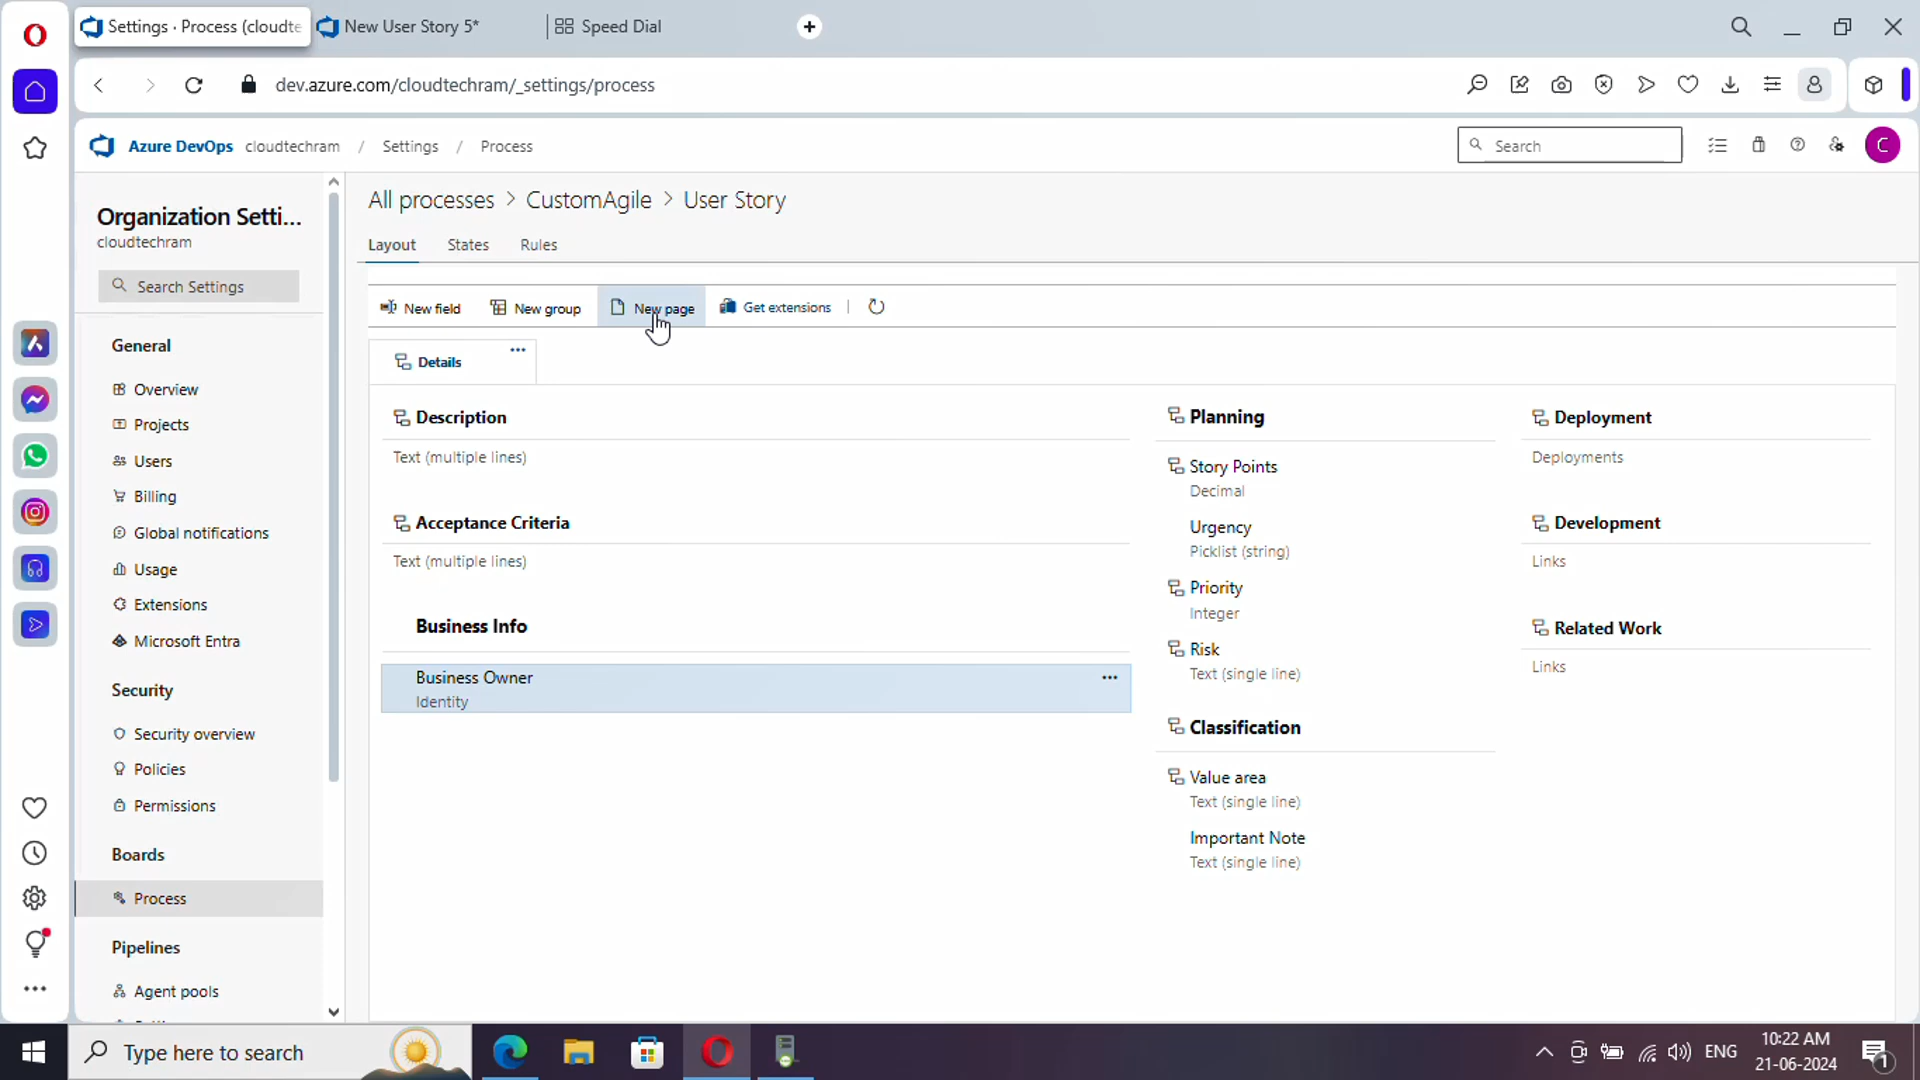 Settings · Process (cloudte
New User Story 5*
Speed Dial
dev.azure.com/cloudtechram/_settings/process
Azure DevOps
cloudtechram / Settings / Process
Search
C
Organization Setti...
cloudtechram
Search Settings
General
Overview
Projects
Users
Billing
Global notifications
Usage
Extensions
Microsoft Entra
Security
Security overview
Policies
Permissions
Boards
Process
Pipelines
Agent pools
All processes > CustomAgile > User Story
Layout
States
Rules
New field
New group
New page
Get extensions
Details
Description
Text (multiple lines)
Acceptance Criteria
Text (multiple lines)
Business Info
Business Owner
Identity
Planning
Story Points
Decimal
Urgency
Picklist (string)
Priority
Integer
Risk
Text (single line)
Classification
Value area
Text (single line)
Important Note
Text (single line)
Deployment
Deployments
Development
Links
Related Work
Links
Type here to search
ENG
10:22 AM
21-06-2024
1